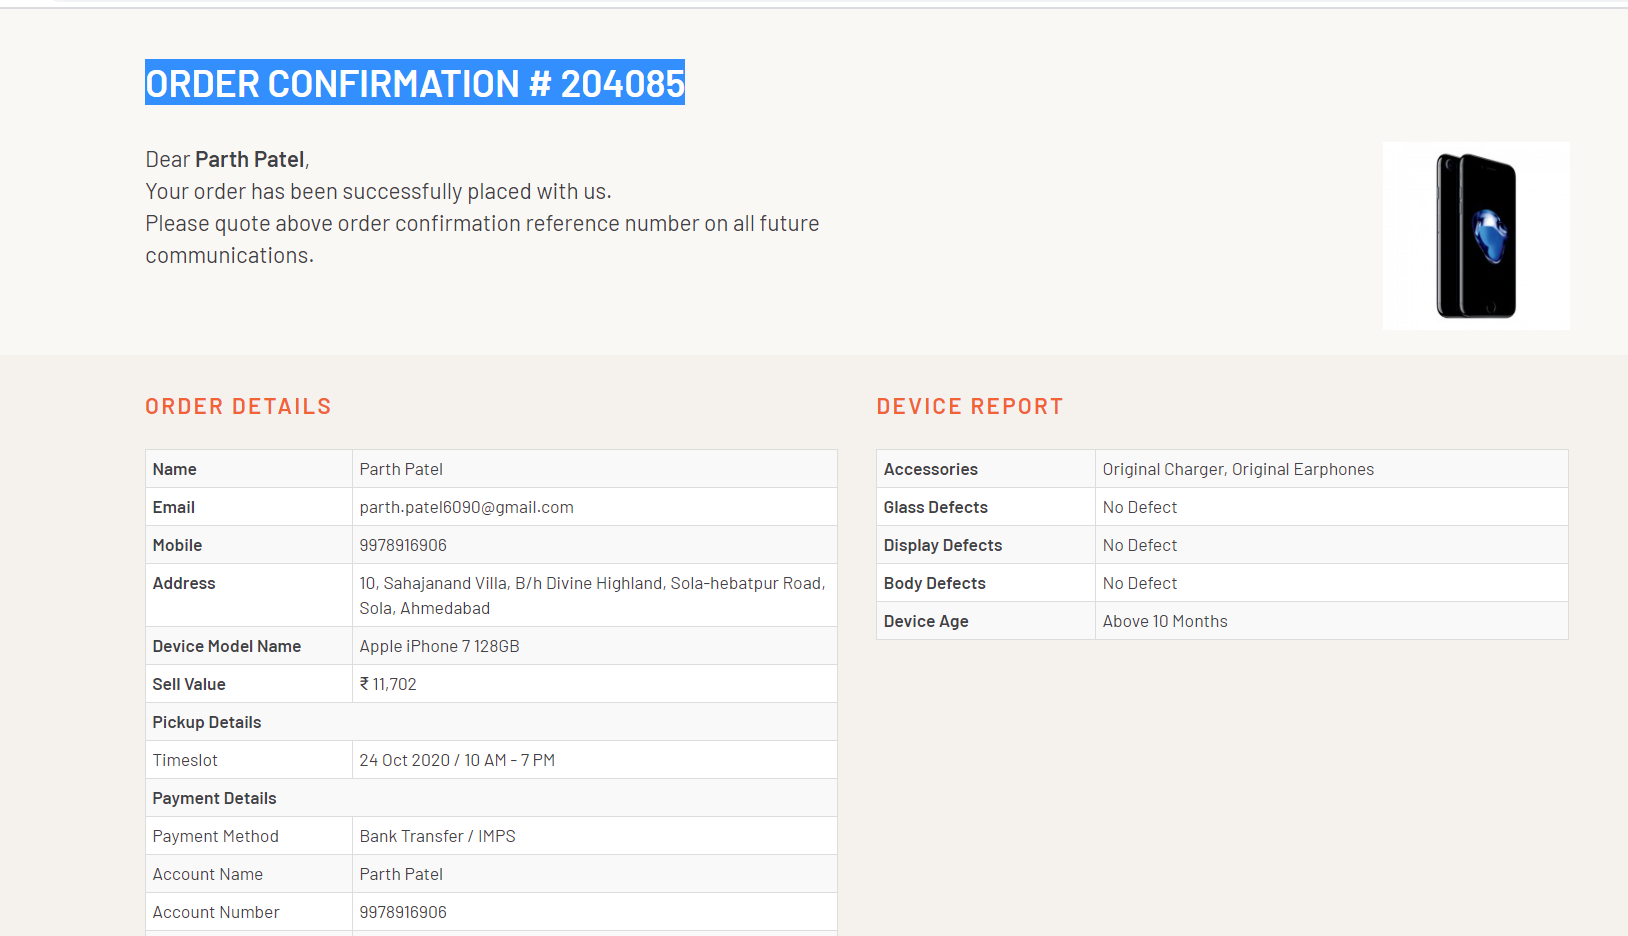 ORDER CONFIRMATION # 204085
Dear Parth Patel,
Your order has been successfully placed with us.
Please quote above order confirmation reference number on all future
communications.
ORDER DETAILS
Name Parth Patel
Email parth.patel6090@gmail.com
Mobile 9978916906
Address 10, Sahajanand Villa, B/h Divine Highland, Sola-hebatpur Road,
Sola, Ahmedabad
Device Model Name Apple iPhone 7 128GB
Sell Value ₹ 11,702
Pickup Details
Timeslot 24 Oct 2020 / 10 AM - 7 PM
Payment Details
Payment Method Bank Transfer / IMPS
Account Name Parth Patel
Account Number 9978916906
DEVICE REPORT
Accessories Original Charger, Original Earphones
Glass Defects No Defect
Display Defects No Defect
Body Defects No Defect
Device Age Above 10 Months